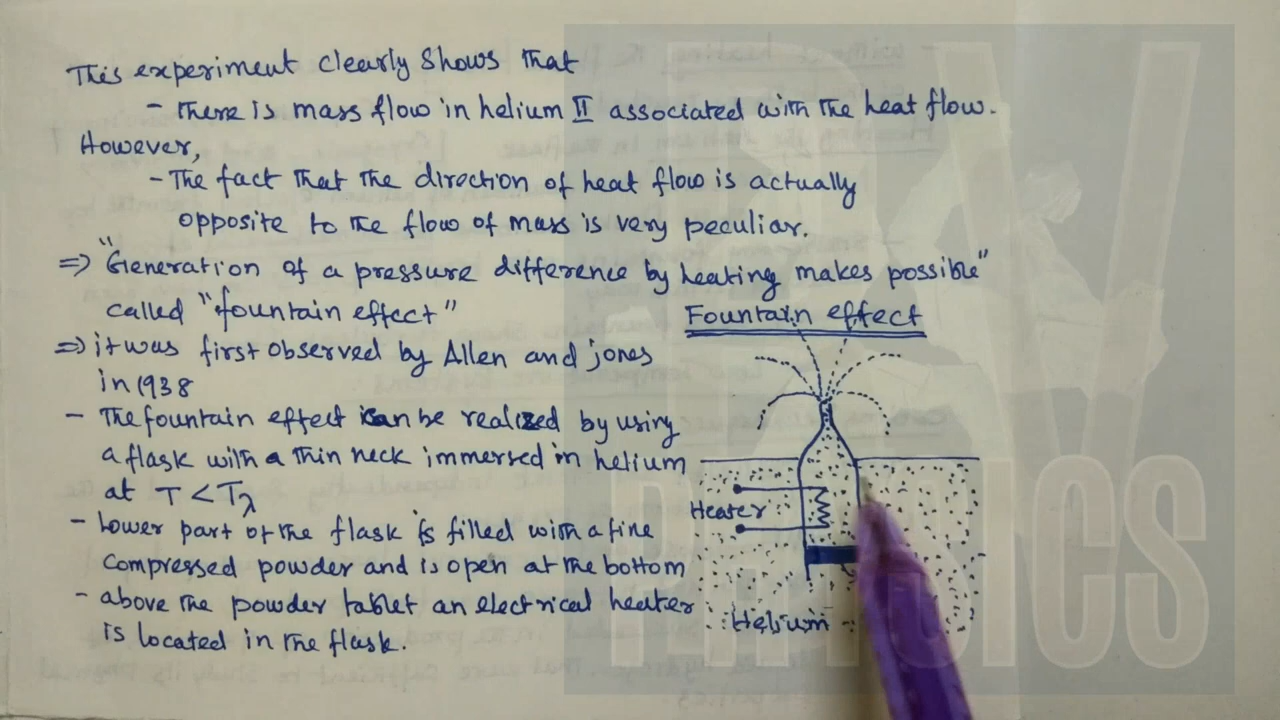 This experiment clearly shows that
- There is mass flow in helium II associated with the heat flow.
However,
- The fact that the direction of heat flow is actually
opposite to the flow of mass is very peculiar.
⇒ "Generation of a pressure difference by heating makes possible"
called "fountain effect"
Fountain effect
⇒ it was first observed by Allen and jones
in 1938
- The fountain effect can be realized by using
a flask with a thin neck immersed in helium
at T < Tλ
- lower part of the flask is filled with a fine
compressed powder and is open at the bottom
- above the powder tablet an electrical heater
is located in the flask.
Heater
Helium
PHYSICS